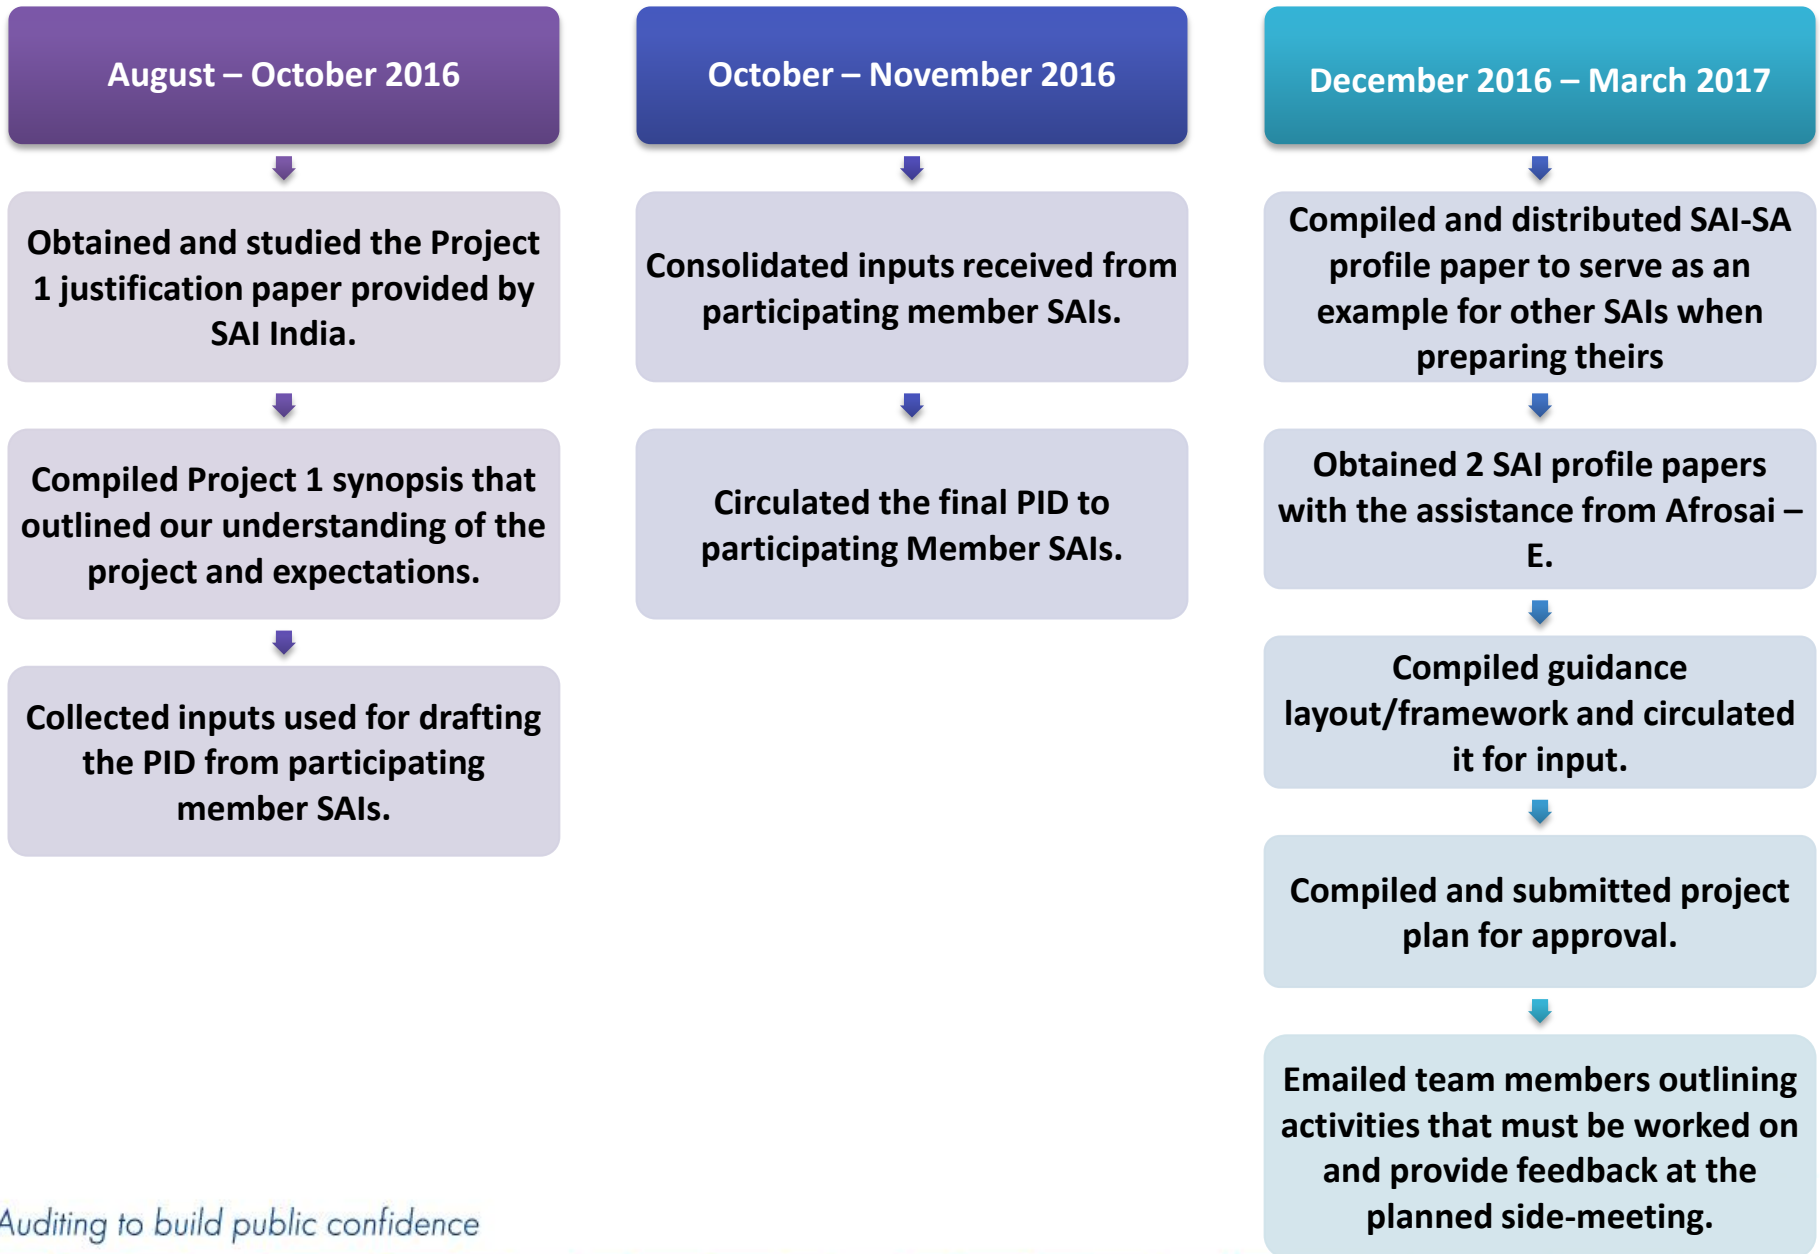 August – October 2016
Obtained and studied the Project
1 justification paper provided by
SAI India.
Compiled Project 1 synopsis that
outlined our understanding of the
project and expectations.
Collected inputs used for drafting
the PID from participating
member SAIs.
October – November 2016
Consolidated inputs received from
participating member SAIs.
Circulated the final PID to
participating Member SAIs.
December 2016 – March 2017
Compiled and distributed SAI-SA
profile paper to serve as an
example for other SAIs when
preparing theirs
Obtained 2 SAI profile papers
with the assistance from Afrosai –
E.
Compiled guidance
layout/framework and circulated
it for input.
Compiled and submitted project
plan for approval.
Emailed team members outlining
activities that must be worked on
and provide feedback at the
planned side-meeting.
Auditing to build public confidence